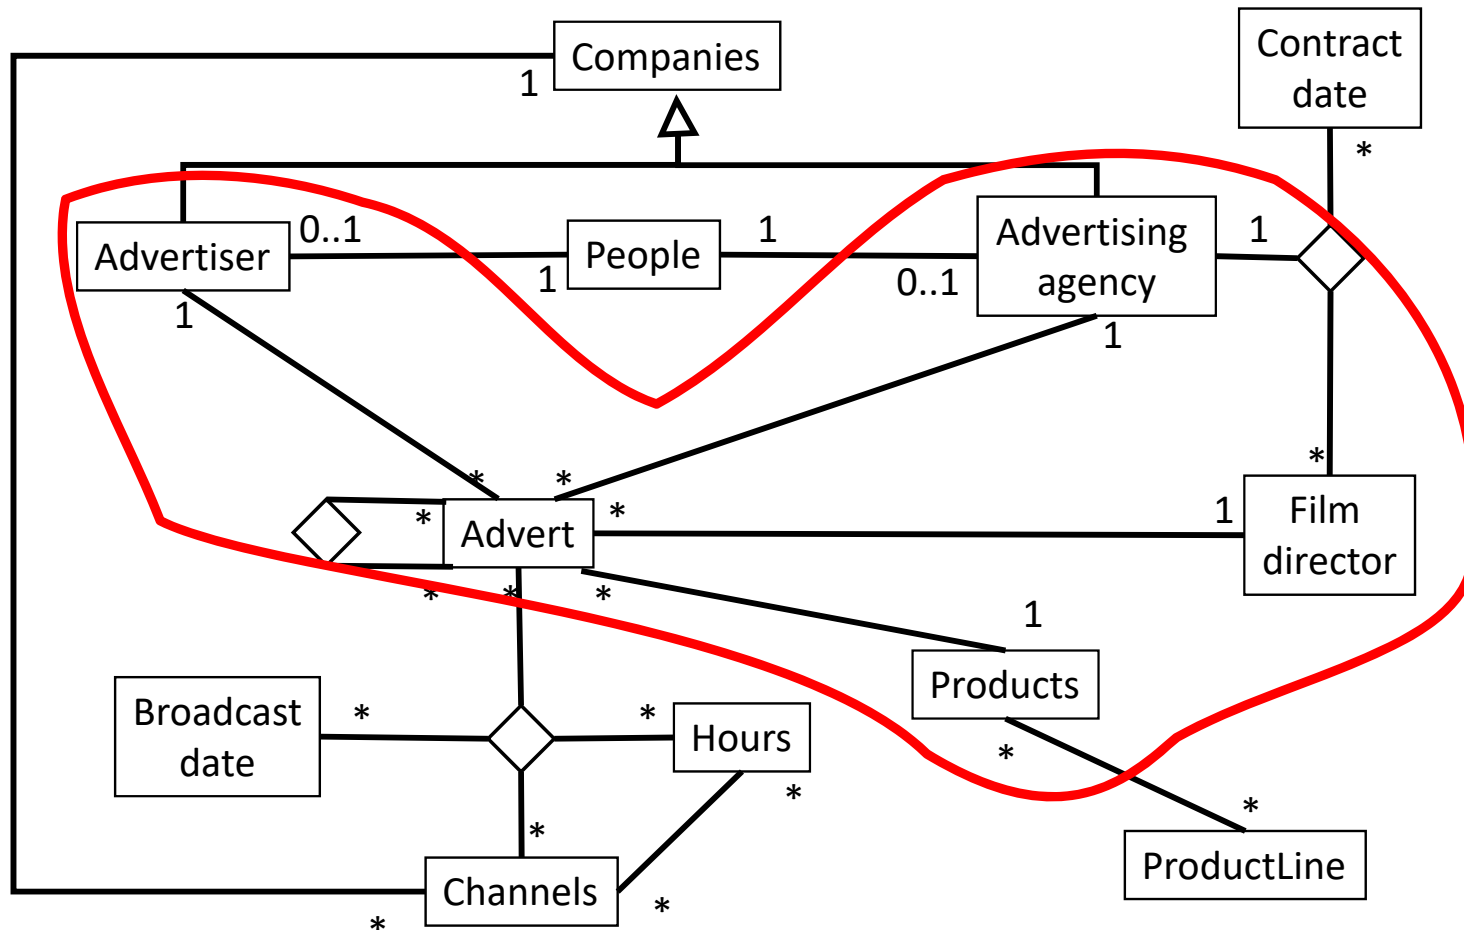 Companies
1
Contract
date
*
Advertiser
0..1
1
People
1
0..1
Advertising
agency
1
1
1
*
*
*
*
Advert
*
1
Film
director
*
*
*
1
Products
*
*
ProductLine
Broadcast
date
*
*
Hours
*
*
Channels
*
*